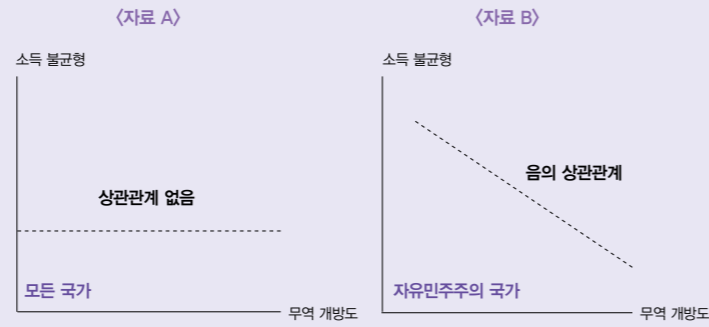 〈자료 A〉
소득 불균형
상관관계 없음
모든 국가
무역 개방도
〈자료 B〉
소득 불균형
음의 상관관계
자유민주주의 국가
무역 개방도